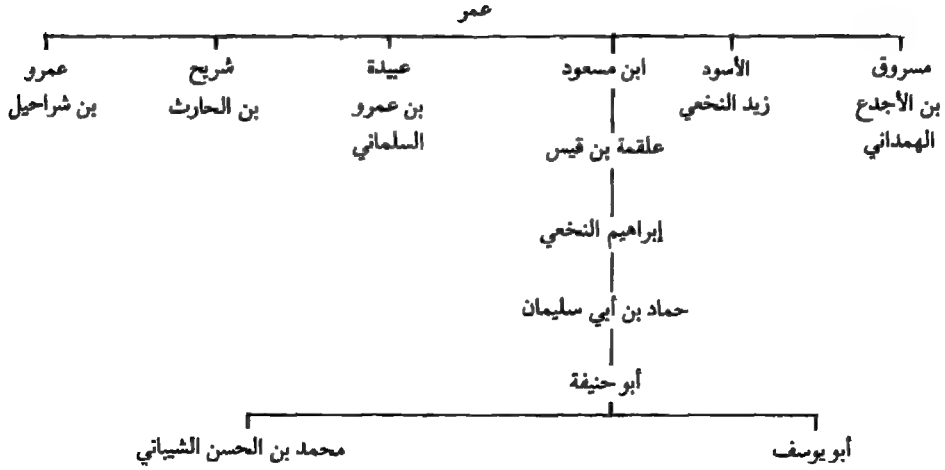 عمر
مسروق
بن الأجدع
الهمداني
الأسود
زيد النخعي
ابن مسعود
عبيدة
بن عمرو
السلماني
شريح
بن الحارث
عمرو
بن شراحيل
علقمة بن قيس
إبراهيم النخعي
حماد بن أبي سليمان
أبو حنيفة
أبو يوسف
محمد بن الحسن الشيباني